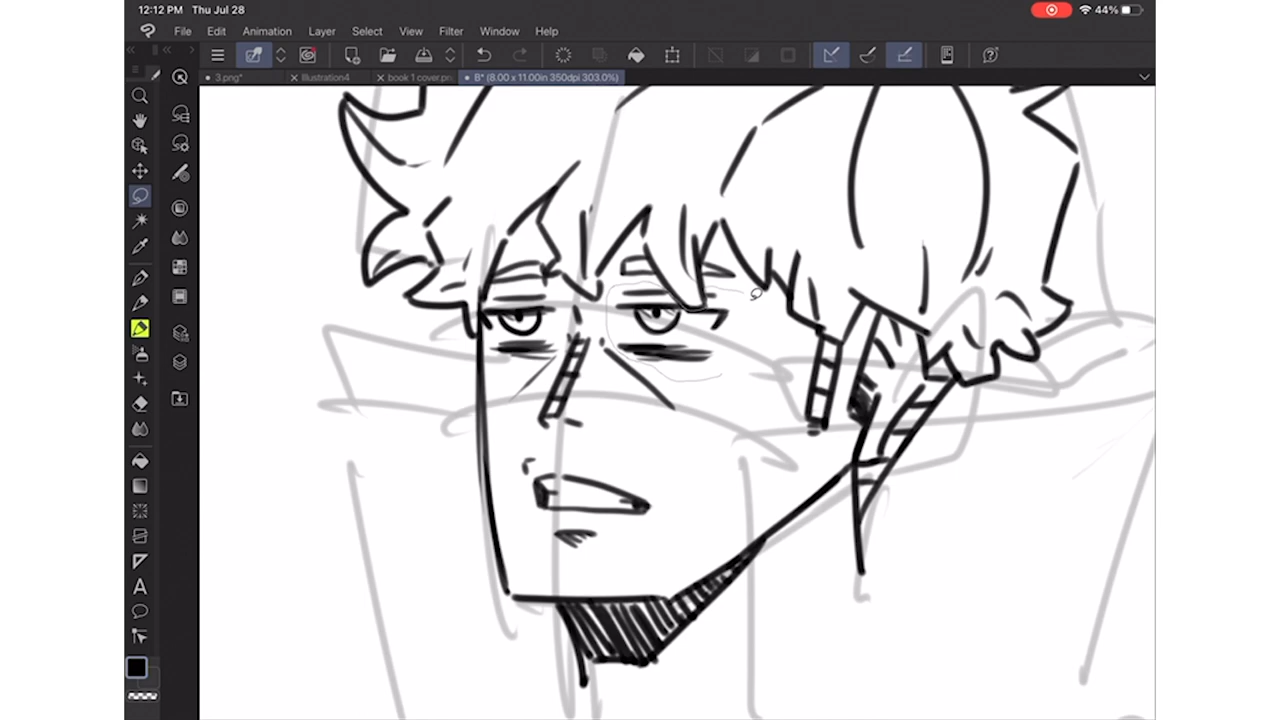 12:12 PM Thu Jul 28
44%
File Edit Animation Layer Select View Filter Window Help
3.png* Illustration4 book 1 cover.pn B* (8.00 x 11.00in 350dpi 303.0%)
A